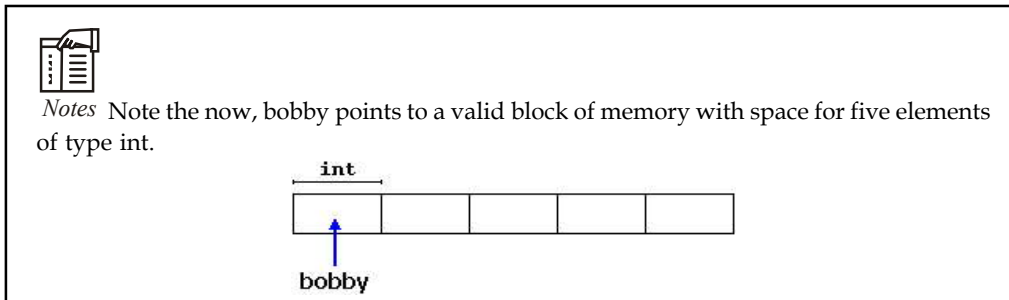 Notes Note the now, bobby points to a valid block of memory with space for five elements
of type int.
int
bobby